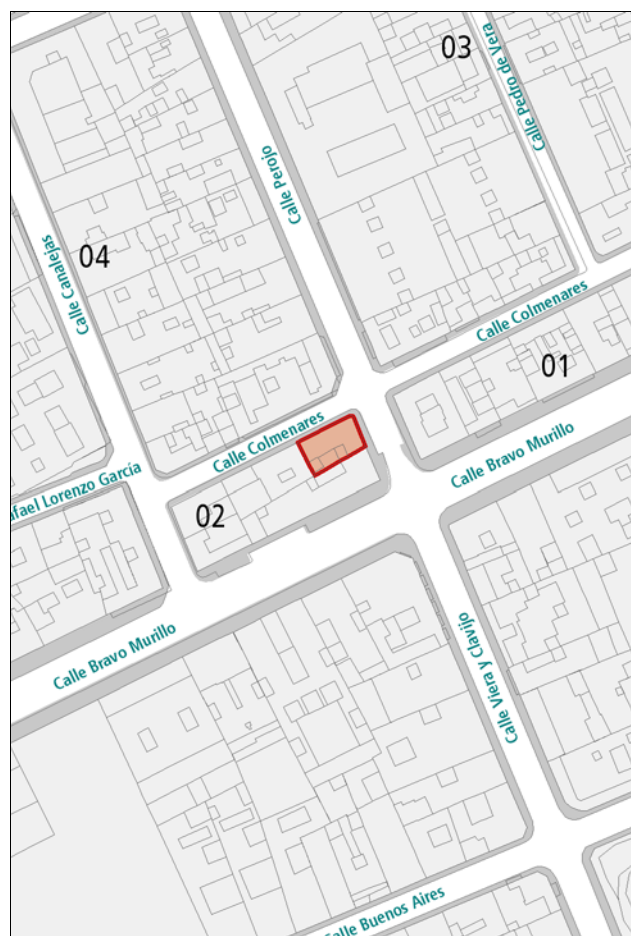 03
Calle Pedro de Vera
Calle Perojo
04
Calle Canalejas
Calle Colmenares
01
Calle Colmenares
Calle Bravo Murillo
afael Lorenzo García
02
Calle Bravo Murillo
Calle Viera y Clavijo
Calle Buenos Aires